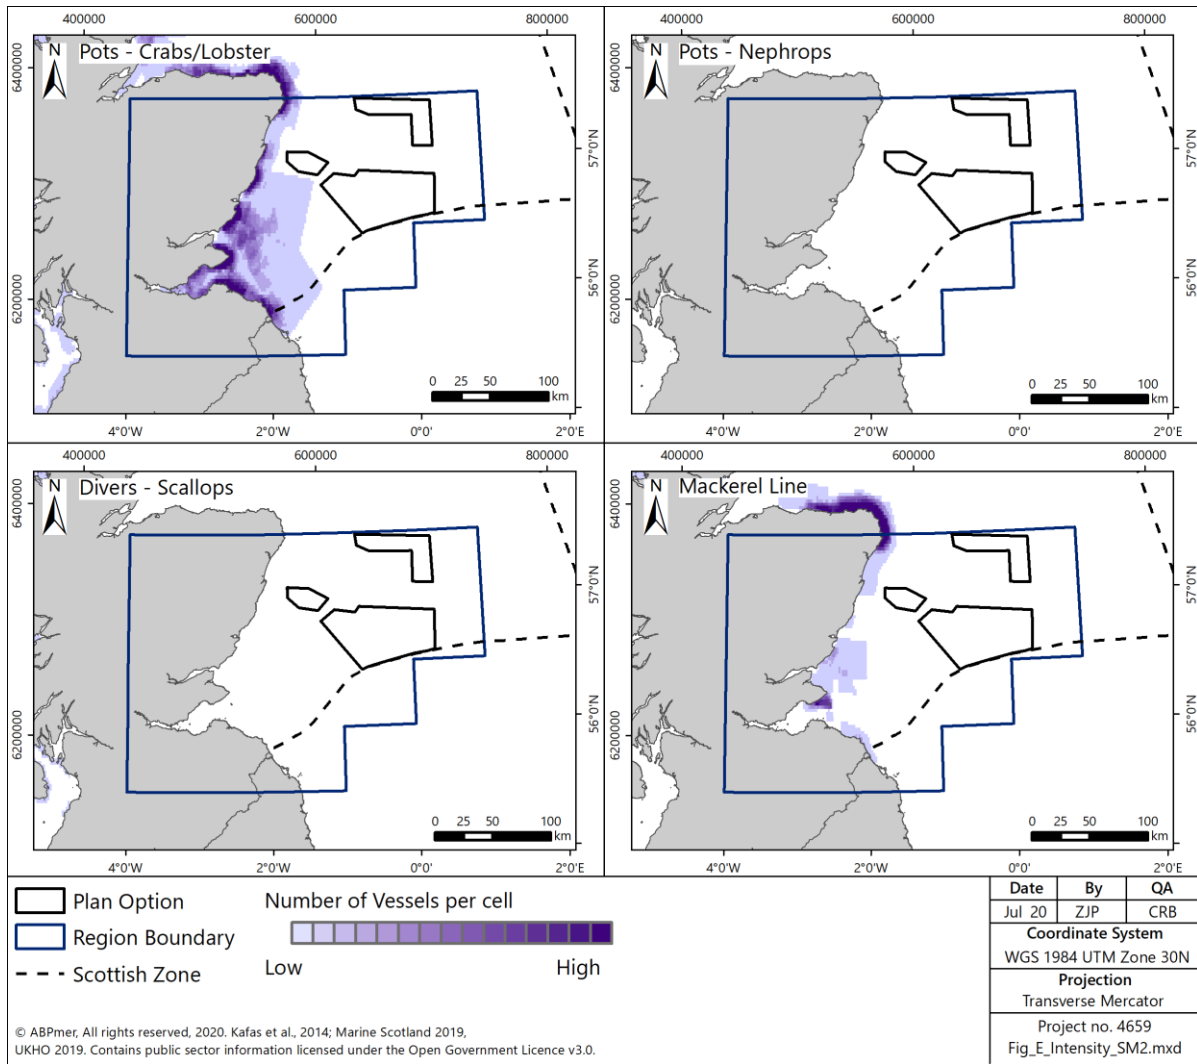 400000 600000 800000
400000 600000 800000
N
Pots - Crabs/Lobster
N
Pots - Nephrops
6400000
57°0'N
6400000
57°0'N
6200000
56°0'N
6200000
56°0'N
0 25 50 100
km
0 25 50 100
km
4°0'W 2°0'W 0°0' 2°0'E
4°0'W 2°0'W 0°0' 2°0'E
400000 600000 800000
400000 600000 800000
N
Divers - Scallops
N
Mackerel Line
6400000
57°0'N
6400000
57°0'N
6200000
56°0'N
6200000
56°0'N
0 25 50 100
km
0 25 50 100
km
4°0'W 2°0'W 0°0' 2°0'E
4°0'W 2°0'W 0°0' 2°0'E
Plan Option
Region Boundary
Scottish Zone
Number of Vessels per cell
Low High
Date By QA
Jul 20 ZJP CRB
Coordinate System
WGS 1984 UTM Zone 30N
Projection
Transverse Mercator
Project no. 4659
Fig_E_Intensity_SM2.mxd
© ABPmer, All rights reserved, 2020. Kafas et al., 2014; Marine Scotland 2019,
UKHO 2019. Contains public sector information licensed under the Open Government Licence v3.0.